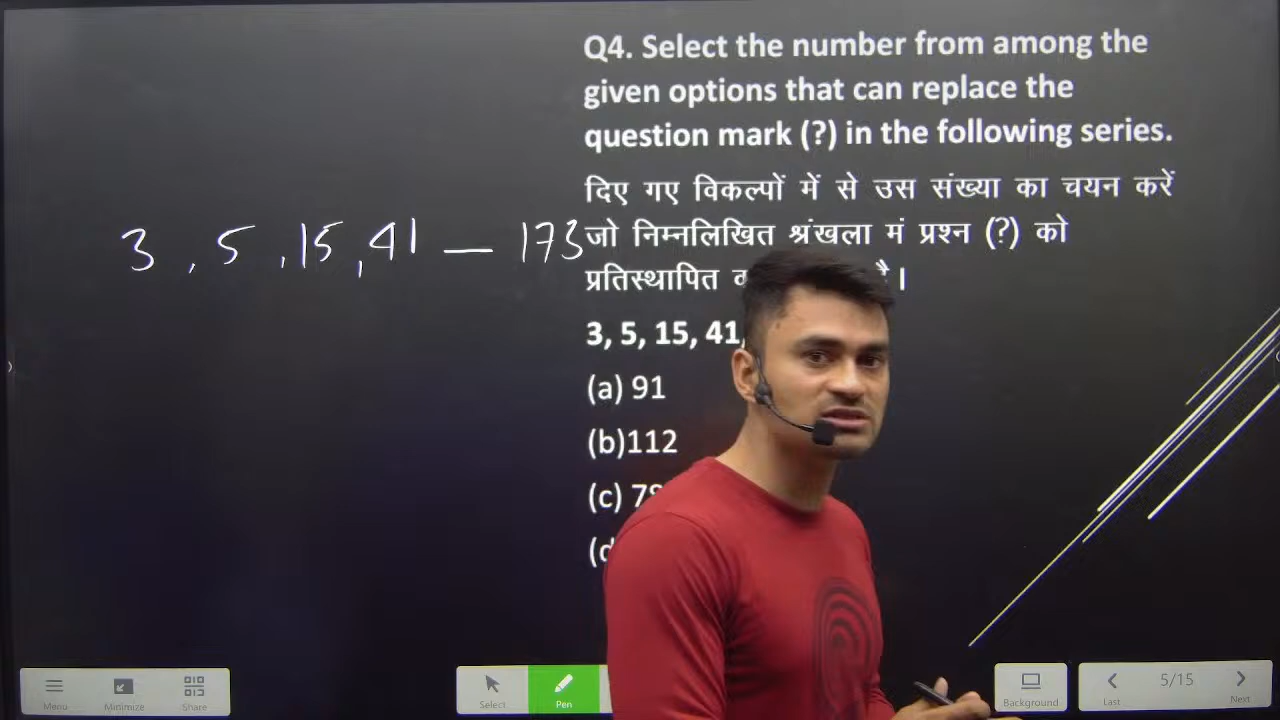 Q4. Select the number from among the
given options that can replace the
question mark (?) in the following series.
दिए गए विकल्पों में से उस संख्या का चयन करें
जो निम्नलिखित श्रंखला मं प्रश्न (?) को
प्रतिस्थापित है।
3, 5, 15, 41 — 173
3, 5, 15, 41,
(a) 91
(b)112
(c)
Menu
Minimize
Share
Select
Pen
Background
Last
5/15
Next